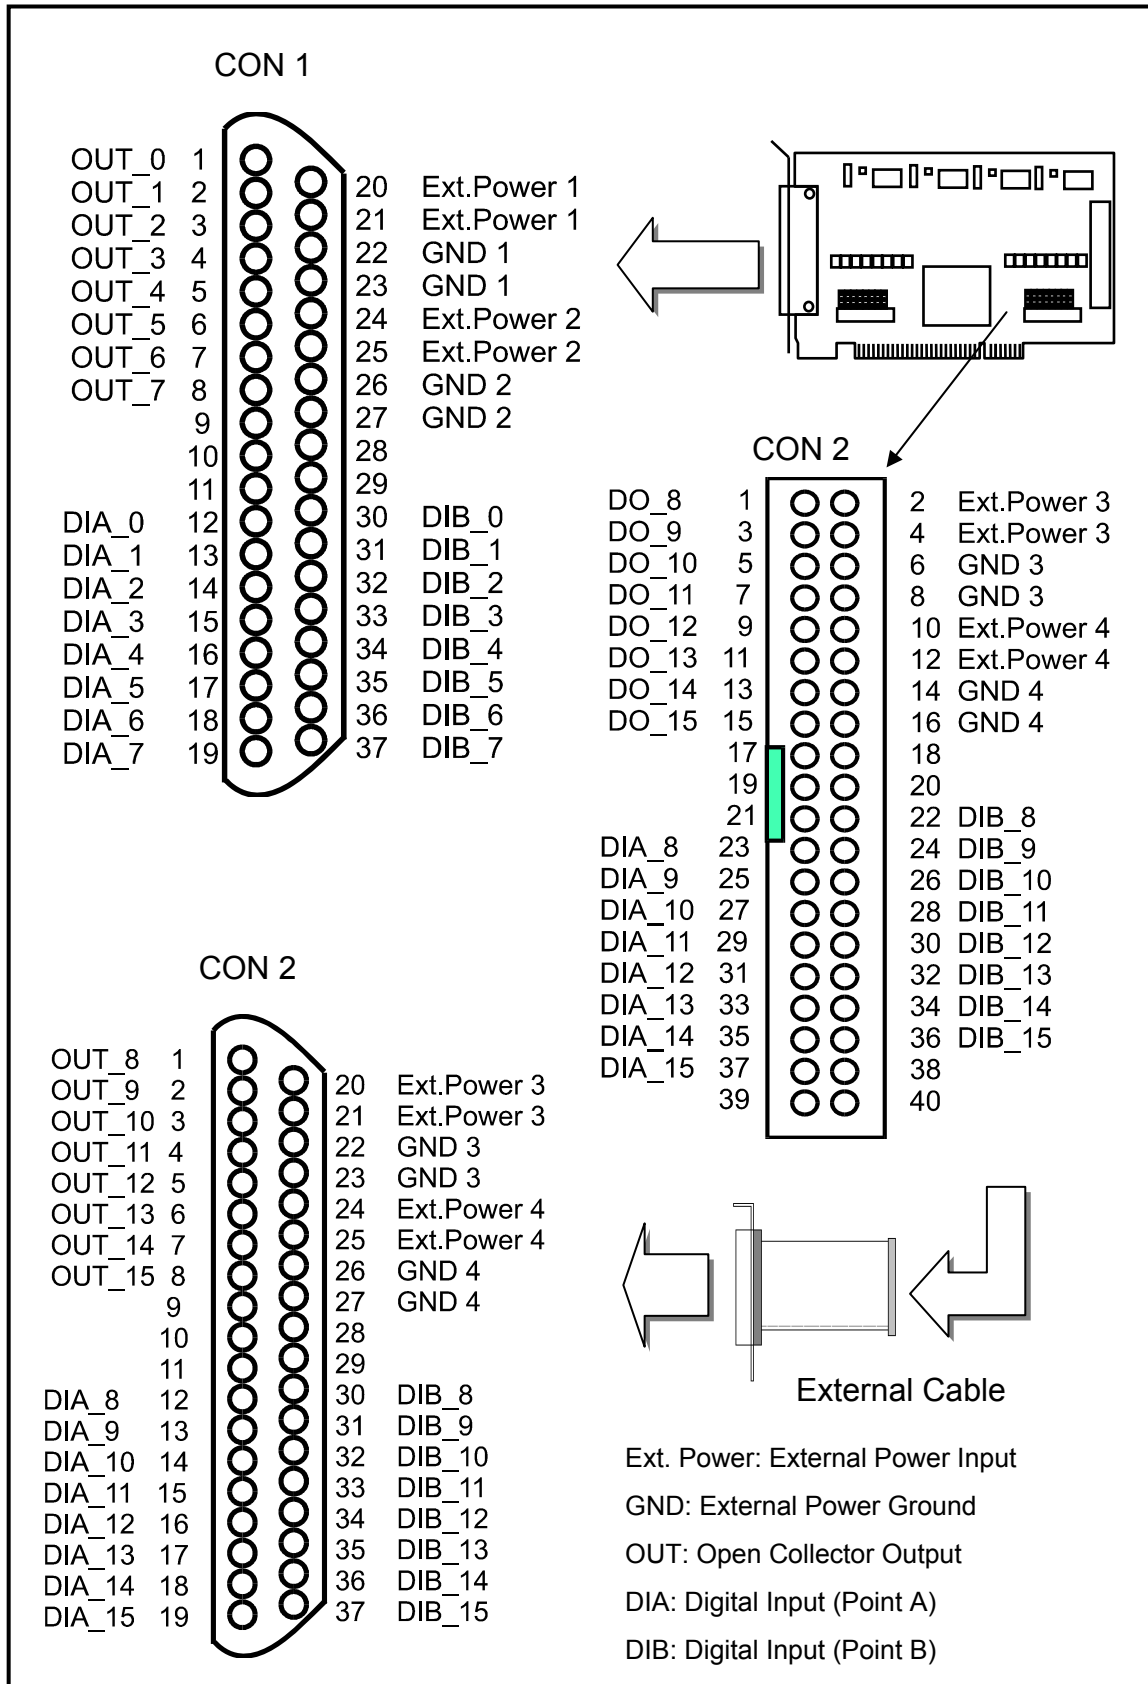 CON 1
OUT_0 1
OUT_1 2
OUT_2 3
OUT_3 4
OUT_4 5
OUT_5 6
OUT_6 7
OUT_7 8
9
10
11
DIA_0 12
DIA_1 13
DIA_2 14
DIA_3 15
DIA_4 16
DIA_5 17
DIA_6 18
DIA_7 19
20 Ext.Power 1
21 Ext.Power 1
22 GND 1
23 GND 1
24 Ext.Power 2
25 Ext.Power 2
26 GND 2
27 GND 2
28
29
30 DIB_0
31 DIB_1
32 DIB_2
33 DIB_3
34 DIB_4
35 DIB_5
36 DIB_6
37 DIB_7
CON 2
DO_8 1 2 Ext.Power 3
DO_9 3 4 Ext.Power 3
DO_10 5 6 GND 3
DO_11 7 8 GND 3
DO_12 9 10 Ext.Power 4
DO_13 11 12 Ext.Power 4
DO_14 13 14 GND 4
DO_15 15 16 GND 4
17 18
19 20
21 22 DIB_8
DIA_8 23 24 DIB_9
DIA_9 25 26 DIB_10
DIA_10 27 28 DIB_11
DIA_11 29 30 DIB_12
DIA_12 31 32 DIB_13
DIA_13 33 34 DIB_14
DIA_14 35 36 DIB_15
DIA_15 37 38
39 40
CON 2
OUT_8 1
OUT_9 2
OUT_10 3
OUT_11 4
OUT_12 5
OUT_13 6
OUT_14 7
OUT_15 8
9
10
11
DIA_8 12
DIA_9 13
DIA_10 14
DIA_11 15
DIA_12 16
DIA_13 17
DIA_14 18
DIA_15 19
20 Ext.Power 3
21 Ext.Power 3
22 GND 3
23 GND 3
24 Ext.Power 4
25 Ext.Power 4
26 GND 4
27 GND 4
28
29
30 DIB_8
31 DIB_9
32 DIB_10
33 DIB_11
34 DIB_12
35 DIB_13
36 DIB_14
37 DIB_15
External Cable
Ext. Power: External Power Input
GND: External Power Ground
OUT: Open Collector Output
DIA: Digital Input (Point A)
DIB: Digital Input (Point B)